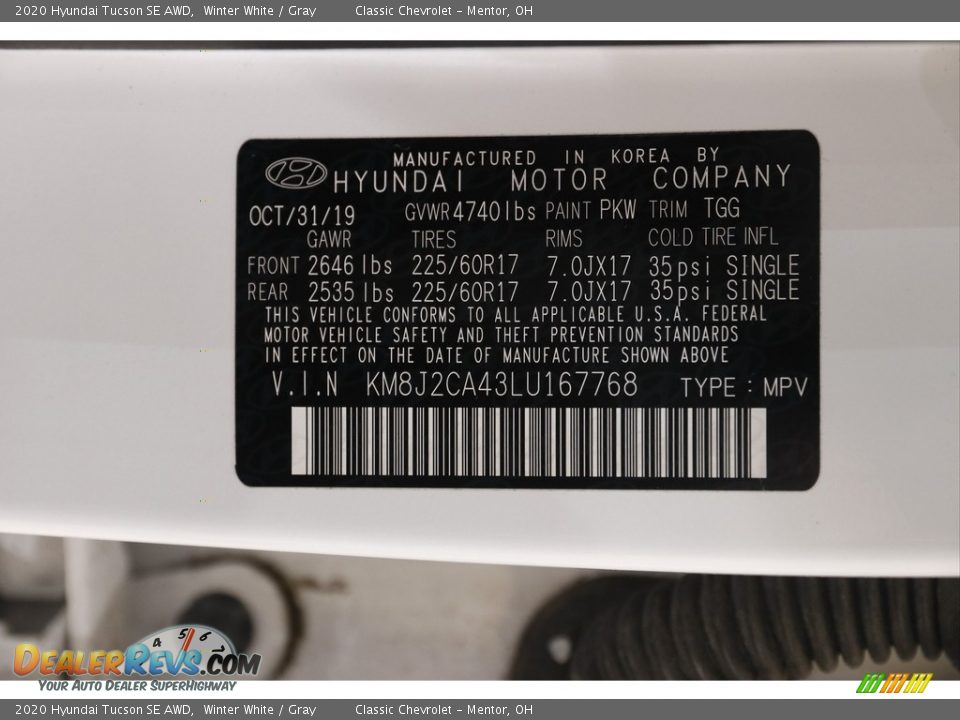 2020 Hyundai Tucson SE AWD,  Winter White / Gray        Classic Chevrolet – Mentor, OH
MANUFACTURED IN KOREA BY
HYUNDAI MOTOR COMPANY
OCT/31/19 GVWR 4740lbs PAINT PKW TRIM TGG
GAWR TIRES RIMS COLD TIRE INFL
FRONT 2646 lbs 225/60R17 7.0JX17 35psi SINGLE
REAR 2535 lbs 225/60R17 7.0JX17 35psi SINGLE
THIS VEHICLE CONFORMS TO ALL APPLICABLE U.S.A. FEDERAL
MOTOR VEHICLE SAFETY AND THEFT PREVENTION STANDARDS
IN EFFECT ON THE DATE OF MANUFACTURE SHOWN ABOVE
V.I.N KM8J2CA43LU167768 TYPE : MPV
4 5 6
DEALERREVS.COM
YOUR AUTO DEALER SUPERHIGHWAY
2020 Hyundai Tucson SE AWD,  Winter White / Gray        Classic Chevrolet – Mentor, OH